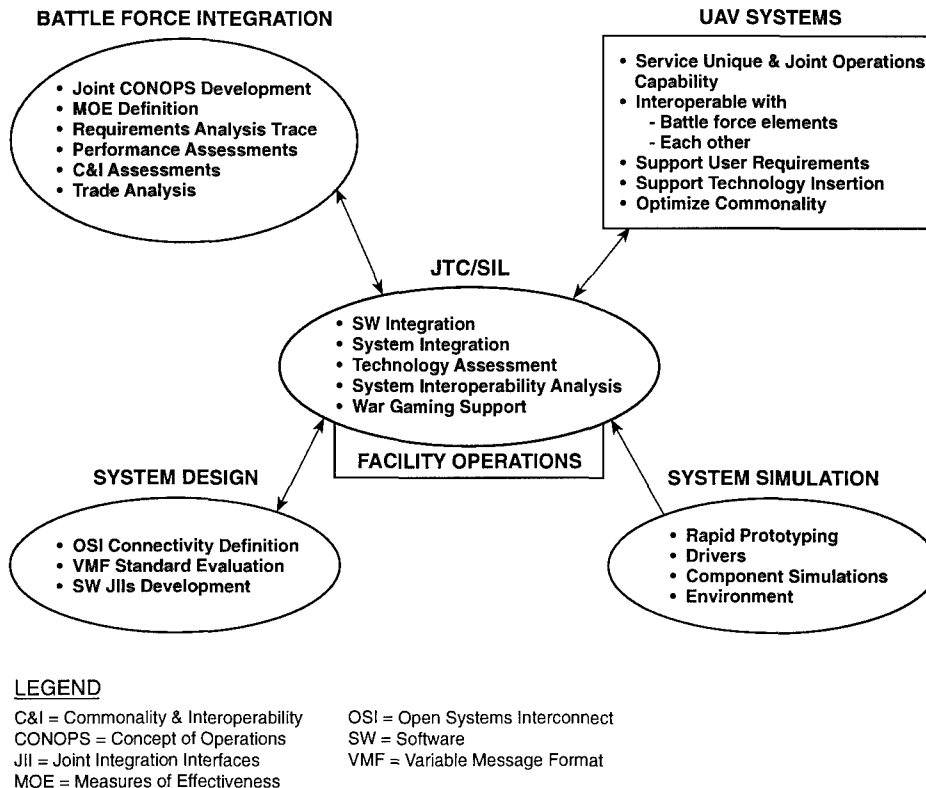 BATTLE FORCE INTEGRATION
• Joint CONOPS Development
• MOE Definition
• Requirements Analysis Trace
• Performance Assessments
• C&I Assessments
• Trade Analysis
UAV SYSTEMS
• Service Unique & Joint Operations
Capability
• Interoperable with
- Battle force elements
- Each other
• Support User Requirements
• Support Technology Insertion
• Optimize Commonality
JTC/SIL
• SW Integration
• System Integration
• Technology Assessment
• System Interoperability Analysis
• War Gaming Support
FACILITY OPERATIONS
SYSTEM DESIGN
• OSI Connectivity Definition
• VMF Standard Evaluation
• SW JIIs Development
SYSTEM SIMULATION
• Rapid Prototyping
• Drivers
• Component Simulations
• Environment
LEGEND
C&I = Commonality & Interoperability
CONOPS = Concept of Operations
JII = Joint Integration Interfaces
MOE = Measures of Effectiveness
OSI = Open Systems Interconnect
SW = Software
VMF = Variable Message Format